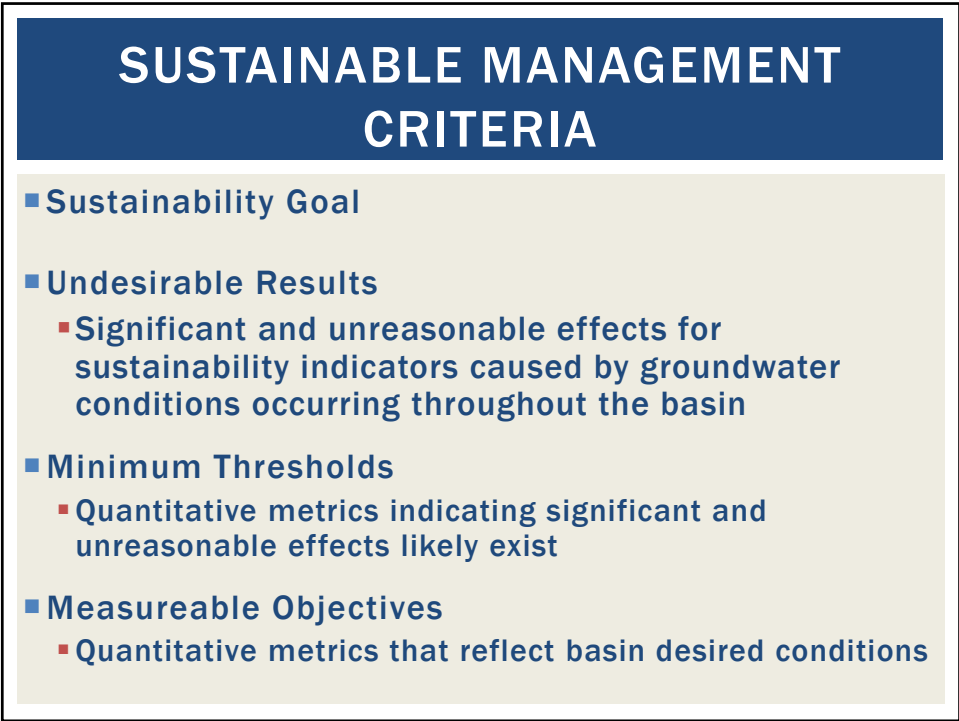 SUSTAINABLE MANAGEMENT
CRITERIA
Sustainability Goal
Undesirable Results
Significant and unreasonable effects for
sustainability indicators caused by groundwater
conditions occurring throughout the basin
Minimum Thresholds
Quantitative metrics indicating significant and
unreasonable effects likely exist
Measureable Objectives
Quantitative metrics that reflect basin desired conditions